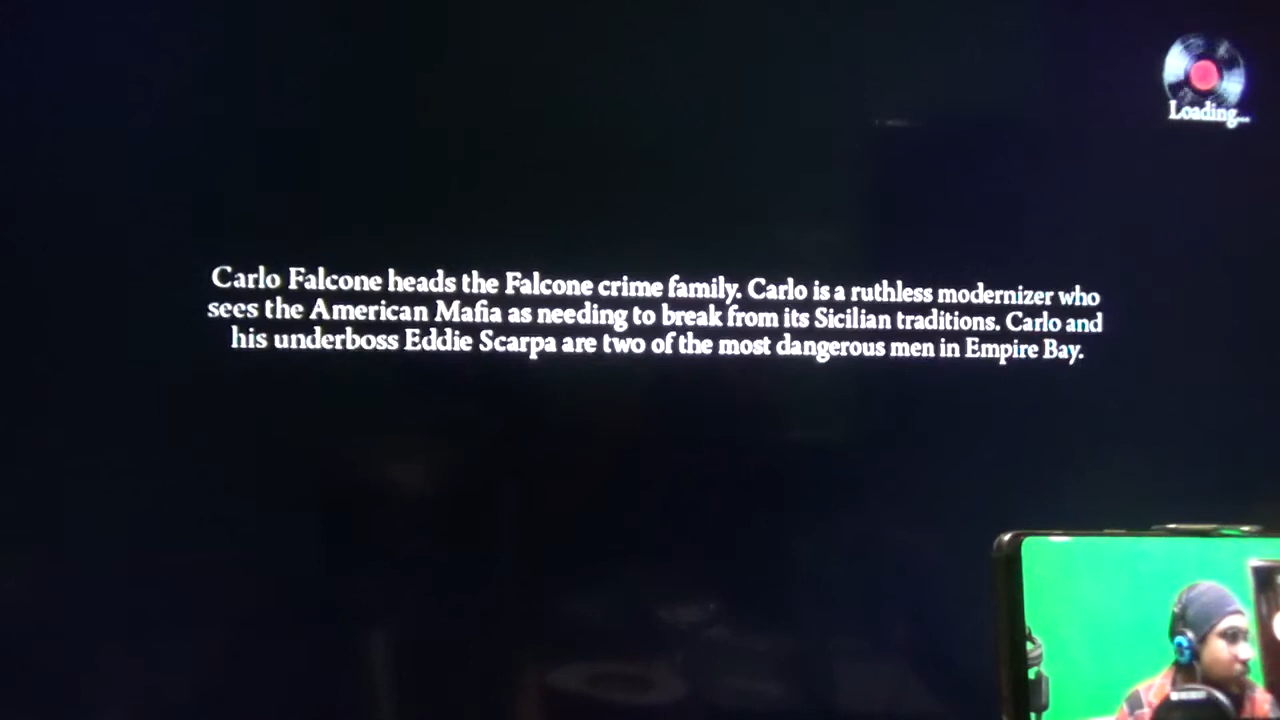 Loading...
Carlo Falcone heads the Falcone crime family. Carlo is a ruthless modernizer who
sees the American Mafia as needing to break from its Sicilian traditions. Carlo and
his underboss Eddie Scarpa are two of the most dangerous men in Empire Bay.